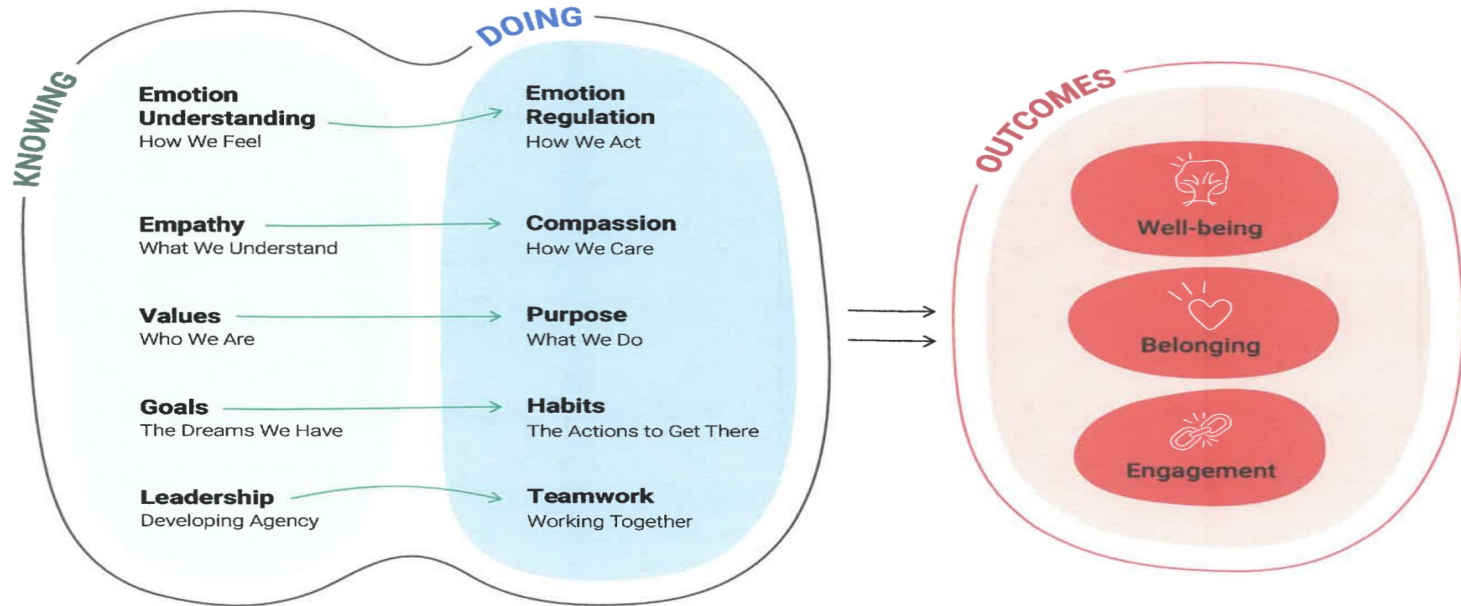 KNOWING
Emotion
Understanding
How We Feel
Empathy
What We Understand
Values
Who We Are
Goals
The Dreams We Have
Leadership
Developing Agency
DOING
Emotion
Regulation
How We Act
Compassion
How We Care
Purpose
What We Do
Habits
The Actions to Get There
Teamwork
Working Together
OUTCOMES
Well-being
Belonging
Engagement